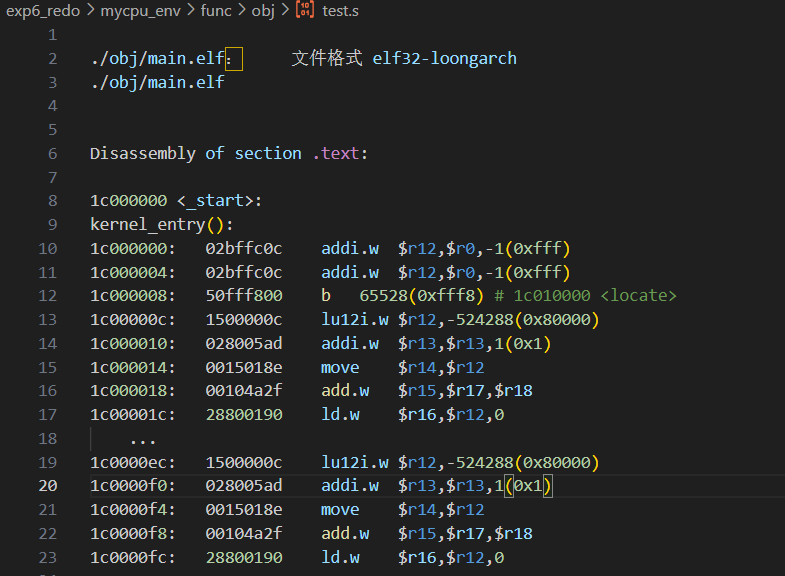 exp6_redo > mycpu_env > func > obj > test.s
1
2 ./obj/main.elf： 文件格式 elf32-loongarch
3 ./obj/main.elf
4
5
6 Disassembly of section .text:
7
8 1c000000 <_start>:
9 kernel_entry():
10 1c000000: 02bffc0c addi.w $r12,$r0,-1(0xfff)
11 1c000004: 02bffc0c addi.w $r12,$r0,-1(0xfff)
12 1c000008: 50fff800 b 65528(0xfff8) # 1c010000 <locate>
13 1c00000c: 1500000c lu12i.w $r12,-524288(0x80000)
14 1c000010: 028005ad addi.w $r13,$r13,1(0x1)
15 1c000014: 0015018e move $r14,$r12
16 1c000018: 00104a2f add.w $r15,$r17,$r18
17 1c00001c: 28800190 ld.w $r16,$r12,0
18 ...
19 1c0000ec: 1500000c lu12i.w $r12,-524288(0x80000)
20 1c0000f0: 028005ad addi.w $r13,$r13,1(0x1)
21 1c0000f4: 0015018e move $r14,$r12
22 1c0000f8: 00104a2f add.w $r15,$r17,$r18
23 1c0000fc: 28800190 ld.w $r16,$r12,0